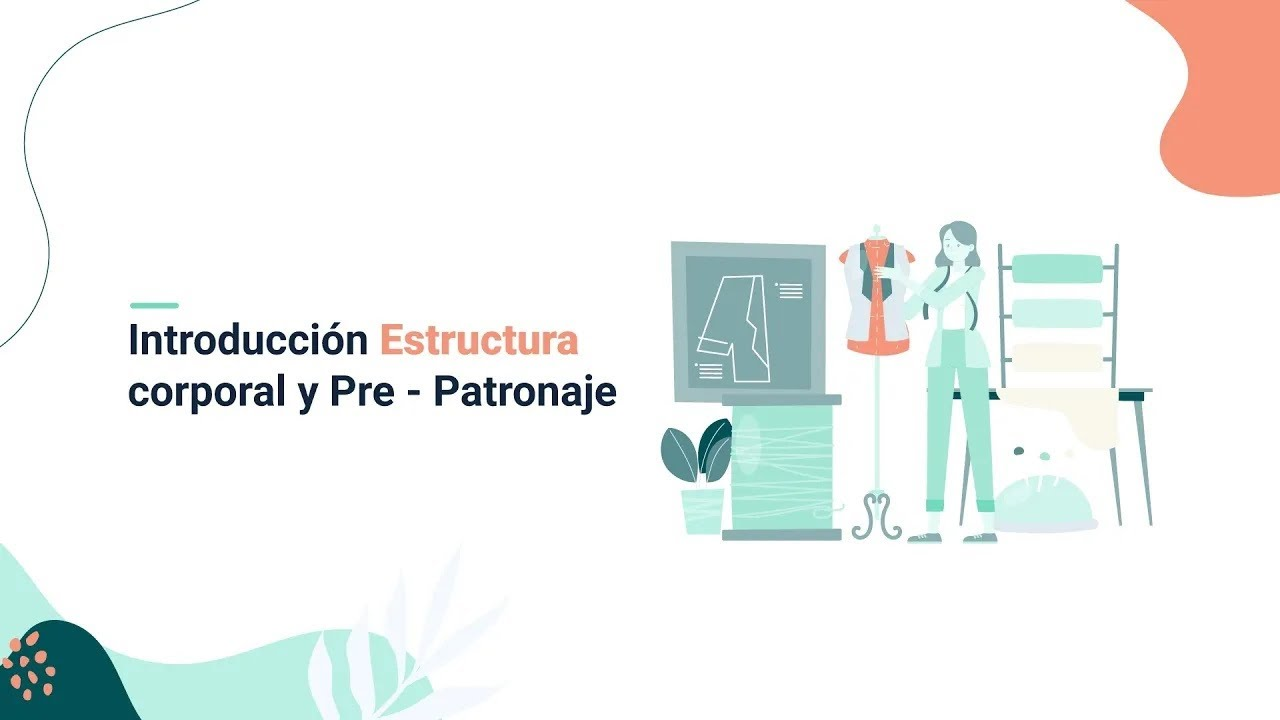 Introducción Estructura
corporal y Pre - Patronaje